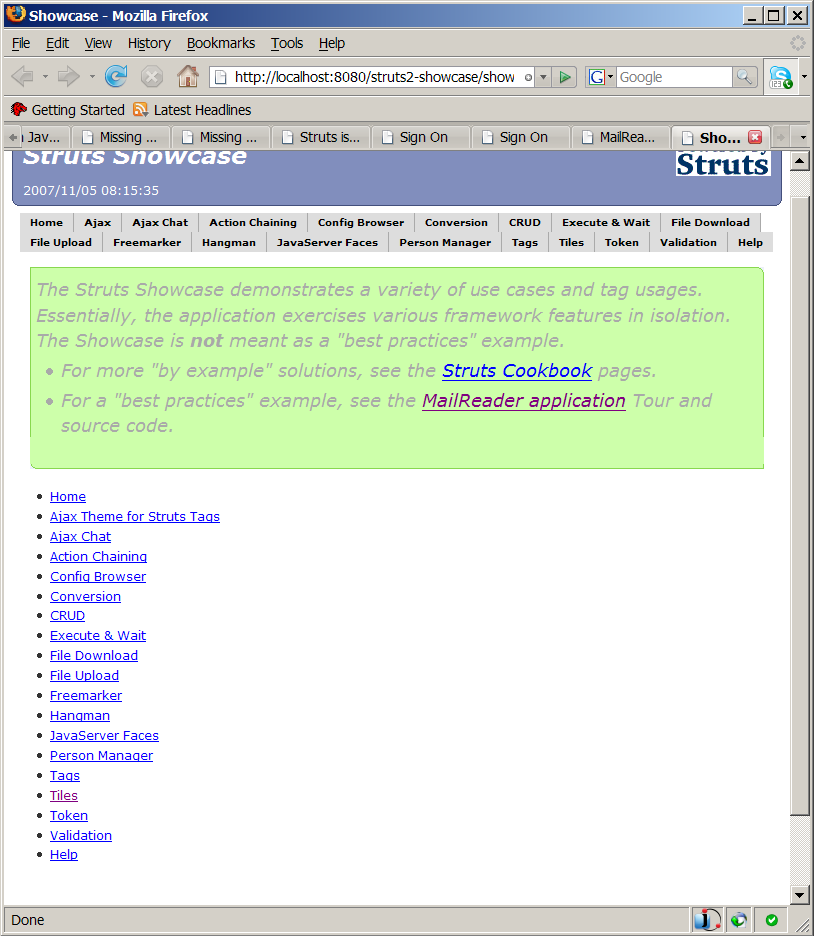 Showcase - Mozilla Firefox
File Edit View History Bookmarks Tools Help
http://localhost:8080/struts2-showcase/show
G Google
Getting Started Latest Headlines
Jav... Missing ... Missing ... Struts is... Sign On Sign On MailRea... Sho...
Struts Showcase
Struts
2007/11/05 08:15:35
Home Ajax Ajax Chat Action Chaining Config Browser Conversion CRUD Execute & Wait File Download
File Upload Freemarker Hangman JavaServer Faces Person Manager Tags Tiles Token Validation Help
The Struts Showcase demonstrates a variety of use cases and tag usages.
Essentially, the application exercises various framework features in isolation.
The Showcase is not meant as a "best practices" example.
• For more "by example" solutions, see the Struts Cookbook pages.
• For a "best practices" example, see the MailReader application Tour and
source code.
• Home
• Ajax Theme for Struts Tags
• Ajax Chat
• Action Chaining
• Config Browser
• Conversion
• CRUD
• Execute & Wait
• File Download
• File Upload
• Freemarker
• Hangman
• JavaServer Faces
• Person Manager
• Tags
• Tiles
• Token
• Validation
• Help
Done